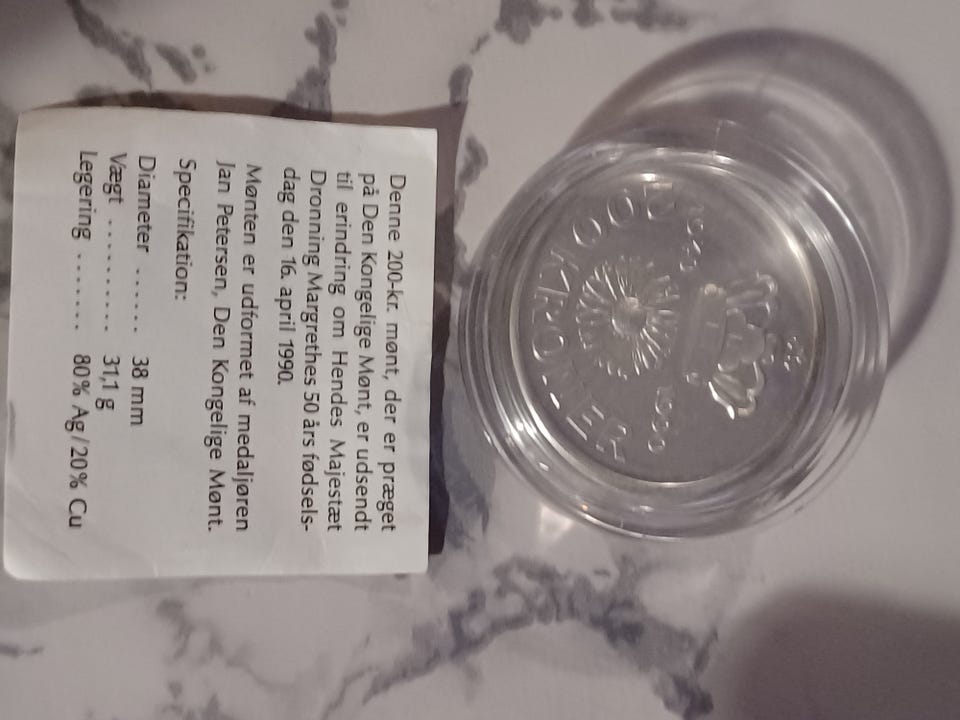 Denne 200-kr. mønt, der er præget
på Den Kongelige Mønt, er udsendt
til erindring om Hendes Majestæt
Dronning Margrethes 50 års fødsels-
dag den 16. april 1990.
Mønten er udformet af medaljøren
Jan Petersen, Den Kongelige Mønt.
Specifikation:
Diameter ..... 38 mm
Vægt ......... 31,1 g
Legering ....... 80% Ag/20% Cu
1990
200 KRONER